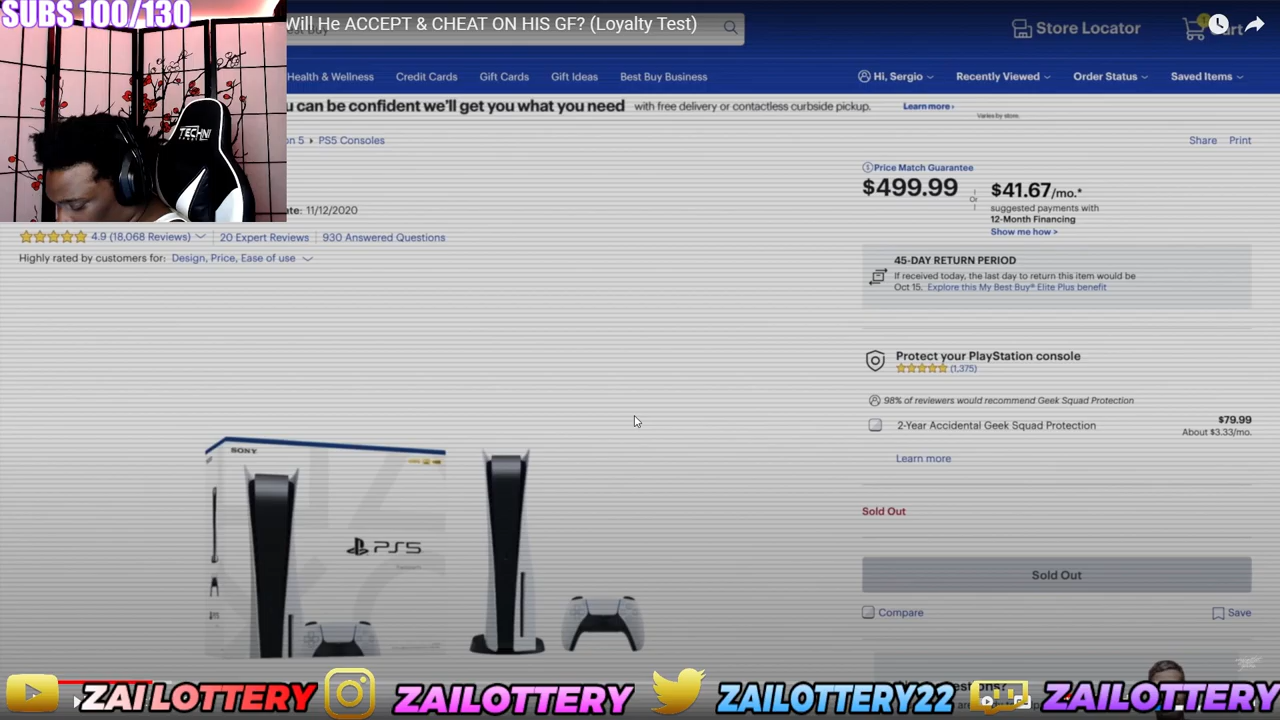 SUBS 100/130
Will He ACCEPT & CHEAT ON HIS GF? (Loyalty Test)
Store Locator
Health & Wellness Credit Cards Gift Cards Gift Ideas Best Buy Business
Hi, Sergio Recently Viewed Order Status Saved Items
u can be confident we'll get you what you need with free delivery or contactless curbside pickup. Learn more ›
Varies by store.
on 5 › PS5 Consoles
Share Print
TECHNI
Price Match Guarantee
$499.99
Or
$41.67/mo.*
suggested payments with
12-Month Financing
Show me how >
ate: 11/12/2020
4.9 (18,068 Reviews) 20 Expert Reviews 930 Answered Questions
Highly rated by customers for: Design, Price, Ease of use
45-DAY RETURN PERIOD
If received today, the last day to return this item would be
Oct 15. Explore this My Best Buy® Elite Plus benefit
Protect your PlayStation console
(1,375)
98% of reviewers would recommend Geek Squad Protection
2-Year Accidental Geek Squad Protection
$79.99
About $3.33/mo.
Learn more
Sold Out
Sold Out
Compare
Save
SONY
PS5
ZAILOTTERY
ZAILOTTERY
ZAILOTTERY22
ZAILOTTERY